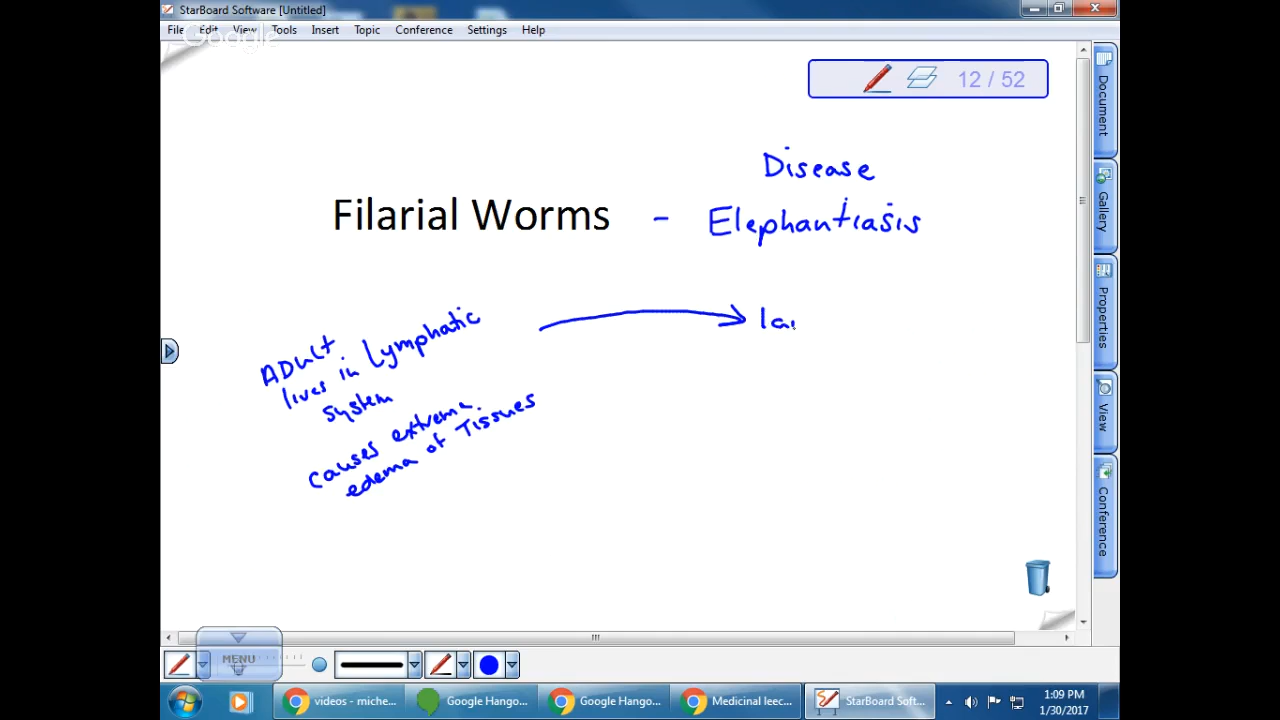 StarBoard Software [Untitled]
File Edit View Tools Insert Topic Conference Settings Help
Google
12 / 52
Disease
Filarial Worms - Elephantiasis
ADult
lives in Lymphatic
system
causes extreme
edema of Tissues
Document
Gallery
Properties
View
Conference
MENU
videos - miche...
Google Hango...
Google Hango...
Medicinal leec...
StarBoard Soft...
1:09 PM
1/30/2017